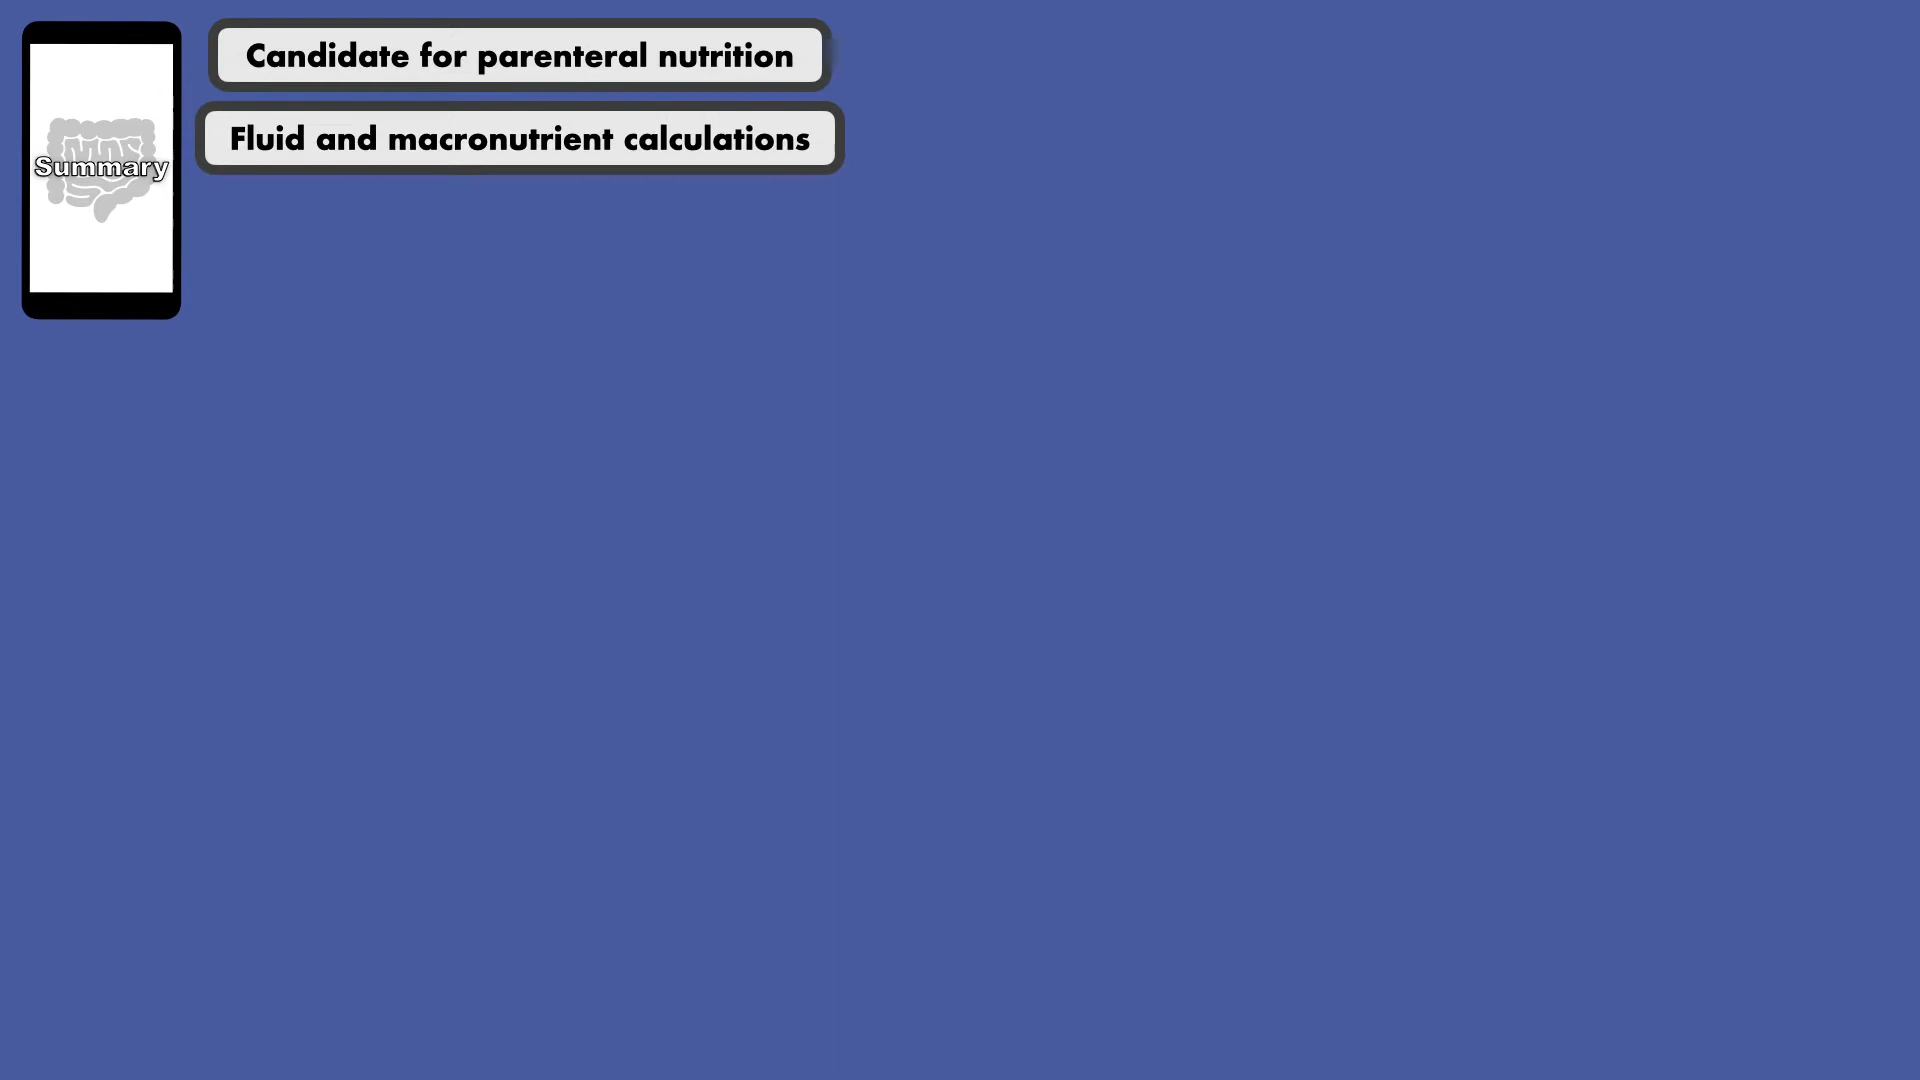 Candidate for parenteral nutrition
Fluid and macronutrient calculations
Summary